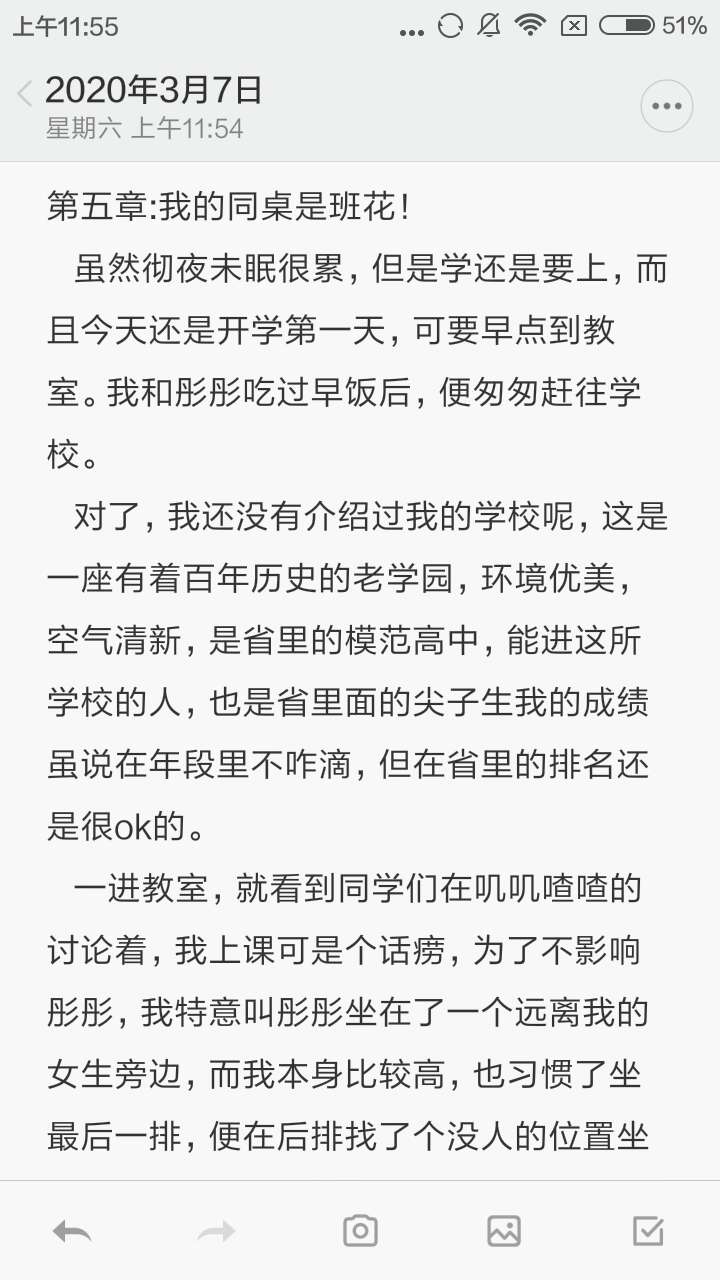 上午11:55
51%
2020年3月7日
星期六 上午11:54
第五章:我的同桌是班花!
虽然彻夜未眠很累,但是学还是要上,而
且今天还是开学第一天,可要早点到教
室。我和彤彤吃过早饭后,便匆匆赶往学
校。
对了,我还没有介绍过我的学校呢,这是
一座有着百年历史的老学园,环境优美,
空气清新,是省里的模范高中,能进这所
学校的人,也是省里面的尖子生我的成绩
虽说在年段里不咋滴,但在省里的排名还
是很ok的。
一进教室,就看到同学们在叽叽喳喳的
讨论着,我上课可是个话痨,为了不影响
彤彤,我特意叫彤彤坐在了一个远离我的
女生旁边,而我本身比较高,也习惯了坐
最后一排,便在后排找了个没人的位置坐